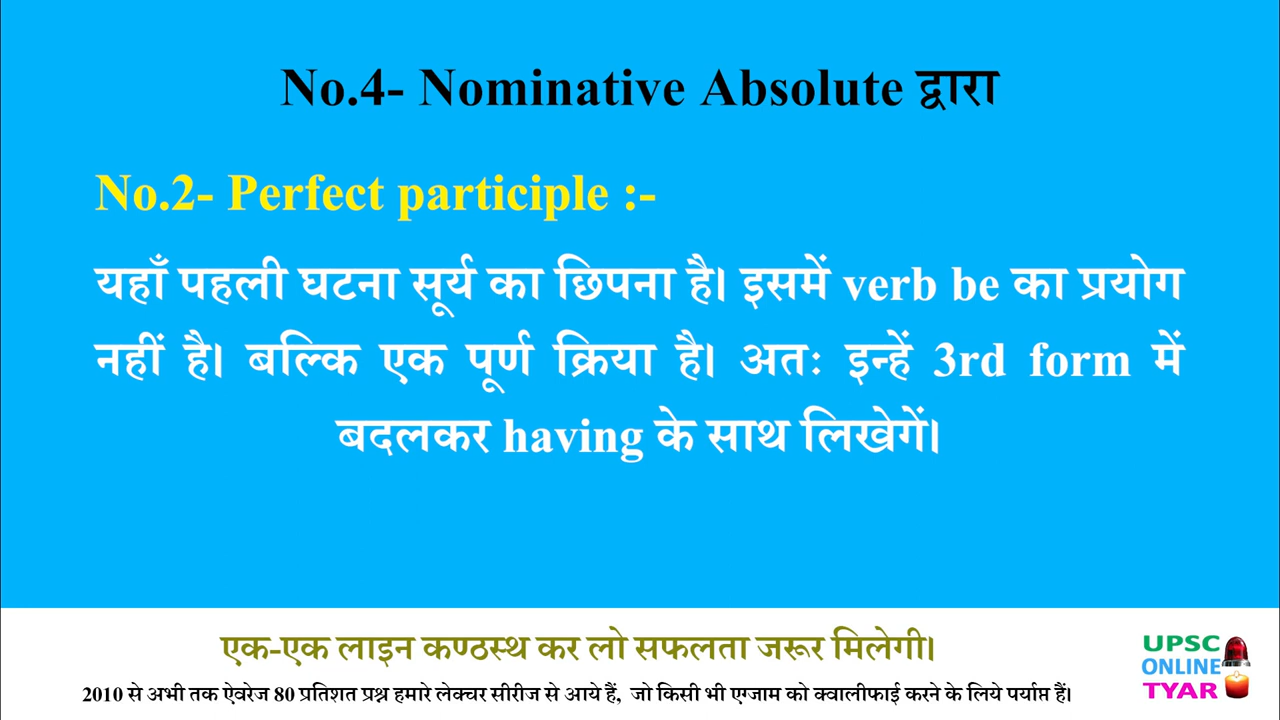 No.4- Nominative Absolute द्वारा
No.2- Perfect participle :-
यहाँ पहली घटना सूर्य का छिपना है। इसमें verb be का प्रयोग
नहीं है। बल्कि एक पूर्ण क्रिया है। अतः इन्हें 3rd form में
बदलकर having के साथ लिखेगें।
एक-एक लाइन कण्ठस्थ कर लो सफलता जरूर मिलेगी।
2010 से अभी तक ऐवरेज 80 प्रतिशत प्रश्न हमारे लेक्चर सीरीज से आये हैं, जो किसी भी एग्जाम को क्वालीफाई करने के लिये पर्याप्त हैं।
UPSC
ONLINE
TYAR